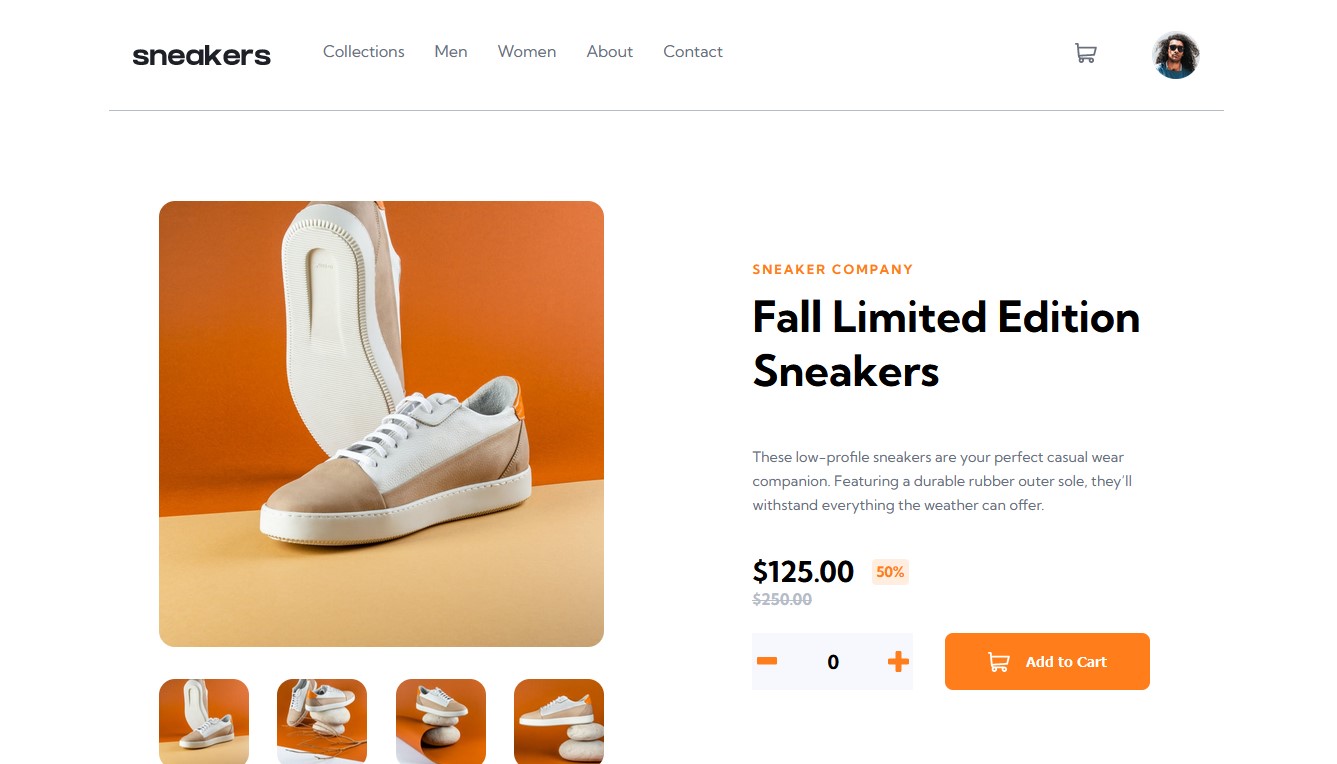 sneakers
Collections Men Women About Contact
SNEAKER COMPANY
Fall Limited Edition
Sneakers
These low-profile sneakers are your perfect casual wear
companion. Featuring a durable rubber outer sole, they’ll
withstand everything the weather can offer.
$125.00 50%
$250.00
0
Add to Cart